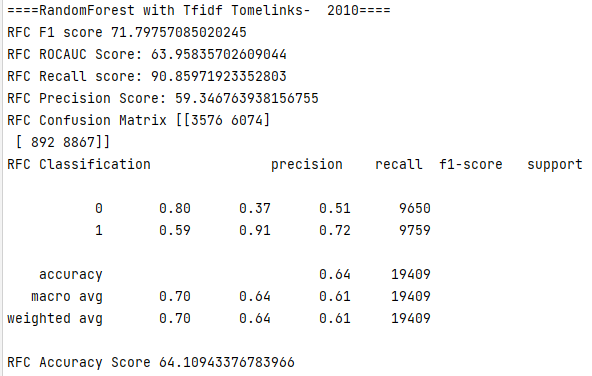 ====RandomForest with Tfidf Tomelinks-  2010====
RFC F1 score 71.79757085020245
RFC ROCAUC Score: 63.95835702609044
RFC Recall score: 90.85971923352803
RFC Precision Score: 59.346763938156755
RFC Confusion Matrix [[3576 6074]
 [ 892 8867]]
RFC Classification               precision    recall  f1-score   support
           0       0.80      0.37      0.51      9650
           1       0.59      0.91      0.72      9759
    accuracy                           0.64     19409
   macro avg       0.70      0.64      0.61     19409
weighted avg       0.70      0.64      0.61     19409
RFC Accuracy Score 64.10943376783966